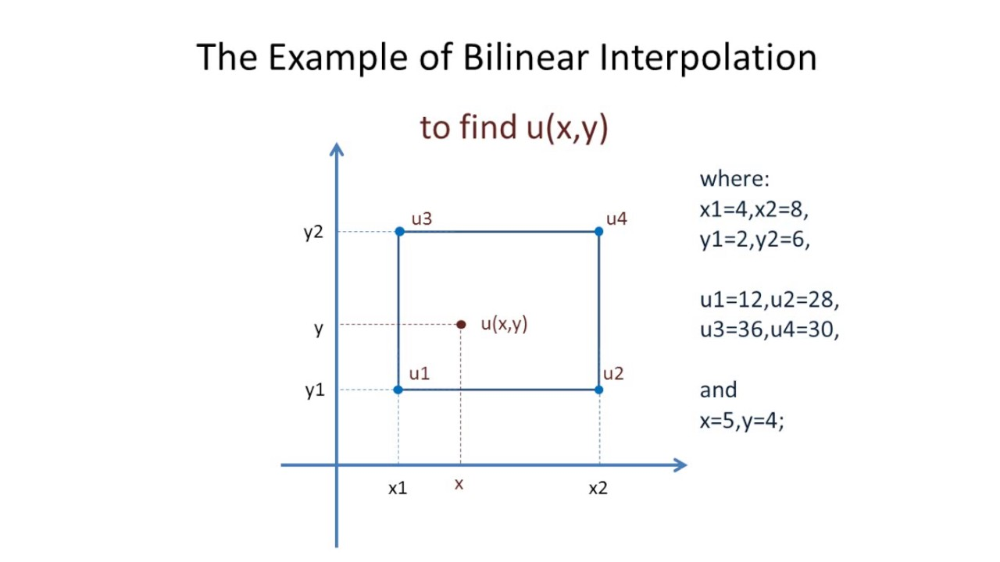 The Example of Bilinear Interpolation
to find u(x,y)
where:
x1=4,x2=8,
y1=2,y2=6,
u1=12,u2=28,
u3=36,u4=30,
and
x=5,y=4;
u3
u4
y2
y
u(x,y)
u1
u2
y1
x1
x
x2